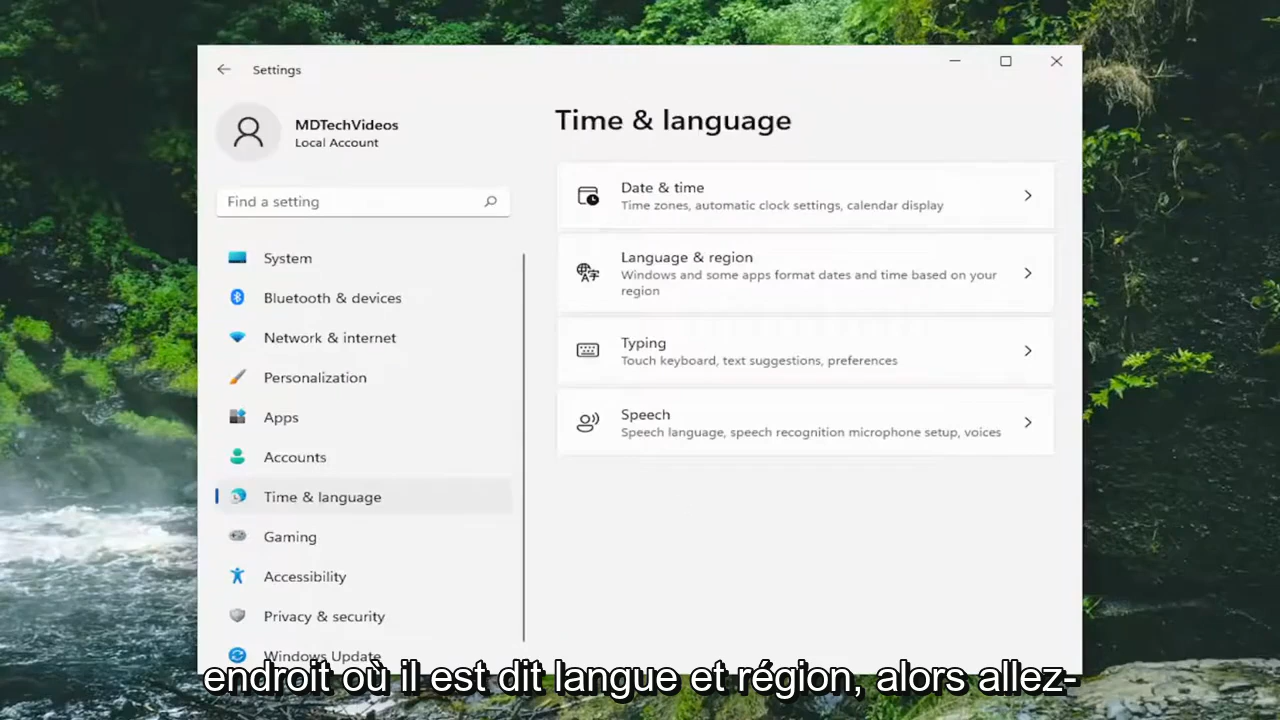 Settings
MDTechVideos
Local Account
Find a setting
System
Bluetooth & devices
Network & internet
Personalization
Apps
Accounts
Time & language
Gaming
Accessibility
Privacy & security
Windows Update
Time & language
Date & time
Time zones, automatic clock settings, calendar display
Language & region
Windows and some apps format dates and time based on your
region
Typing
Touch keyboard, text suggestions, preferences
Speech
Speech language, speech recognition microphone setup, voices
endroit où il est dit langue et région, alors allez-